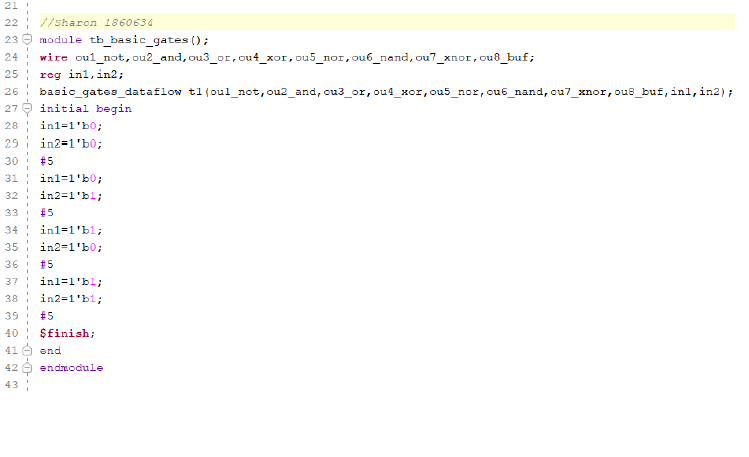 21
22 //Sharon 1860634
23 module tb_basic_gates();
24 wire ou1_not,ou2_and,ou3_or,ou4_xor,ou5_nor,ou6_nand,ou7_xnor,ou8_buf;
25 reg in1,in2;
26 basic_gates_dataflow t1(ou1_not,ou2_and,ou3_or,ou4_xor,ou5_nor,ou6_nand,ou7_xnor,ou8_buf,in1,in2);
27 initial begin
28 in1=1'b0;
29 in2=1'b0;
30 #5
31 in1=1'b0;
32 in2=1'b1;
33 #5
34 in1=1'b1;
35 in2=1'b0;
36 #5
37 in1=1'b1;
38 in2=1'b1;
39 #5
40 $finish;
41 end
42 endmodule
43